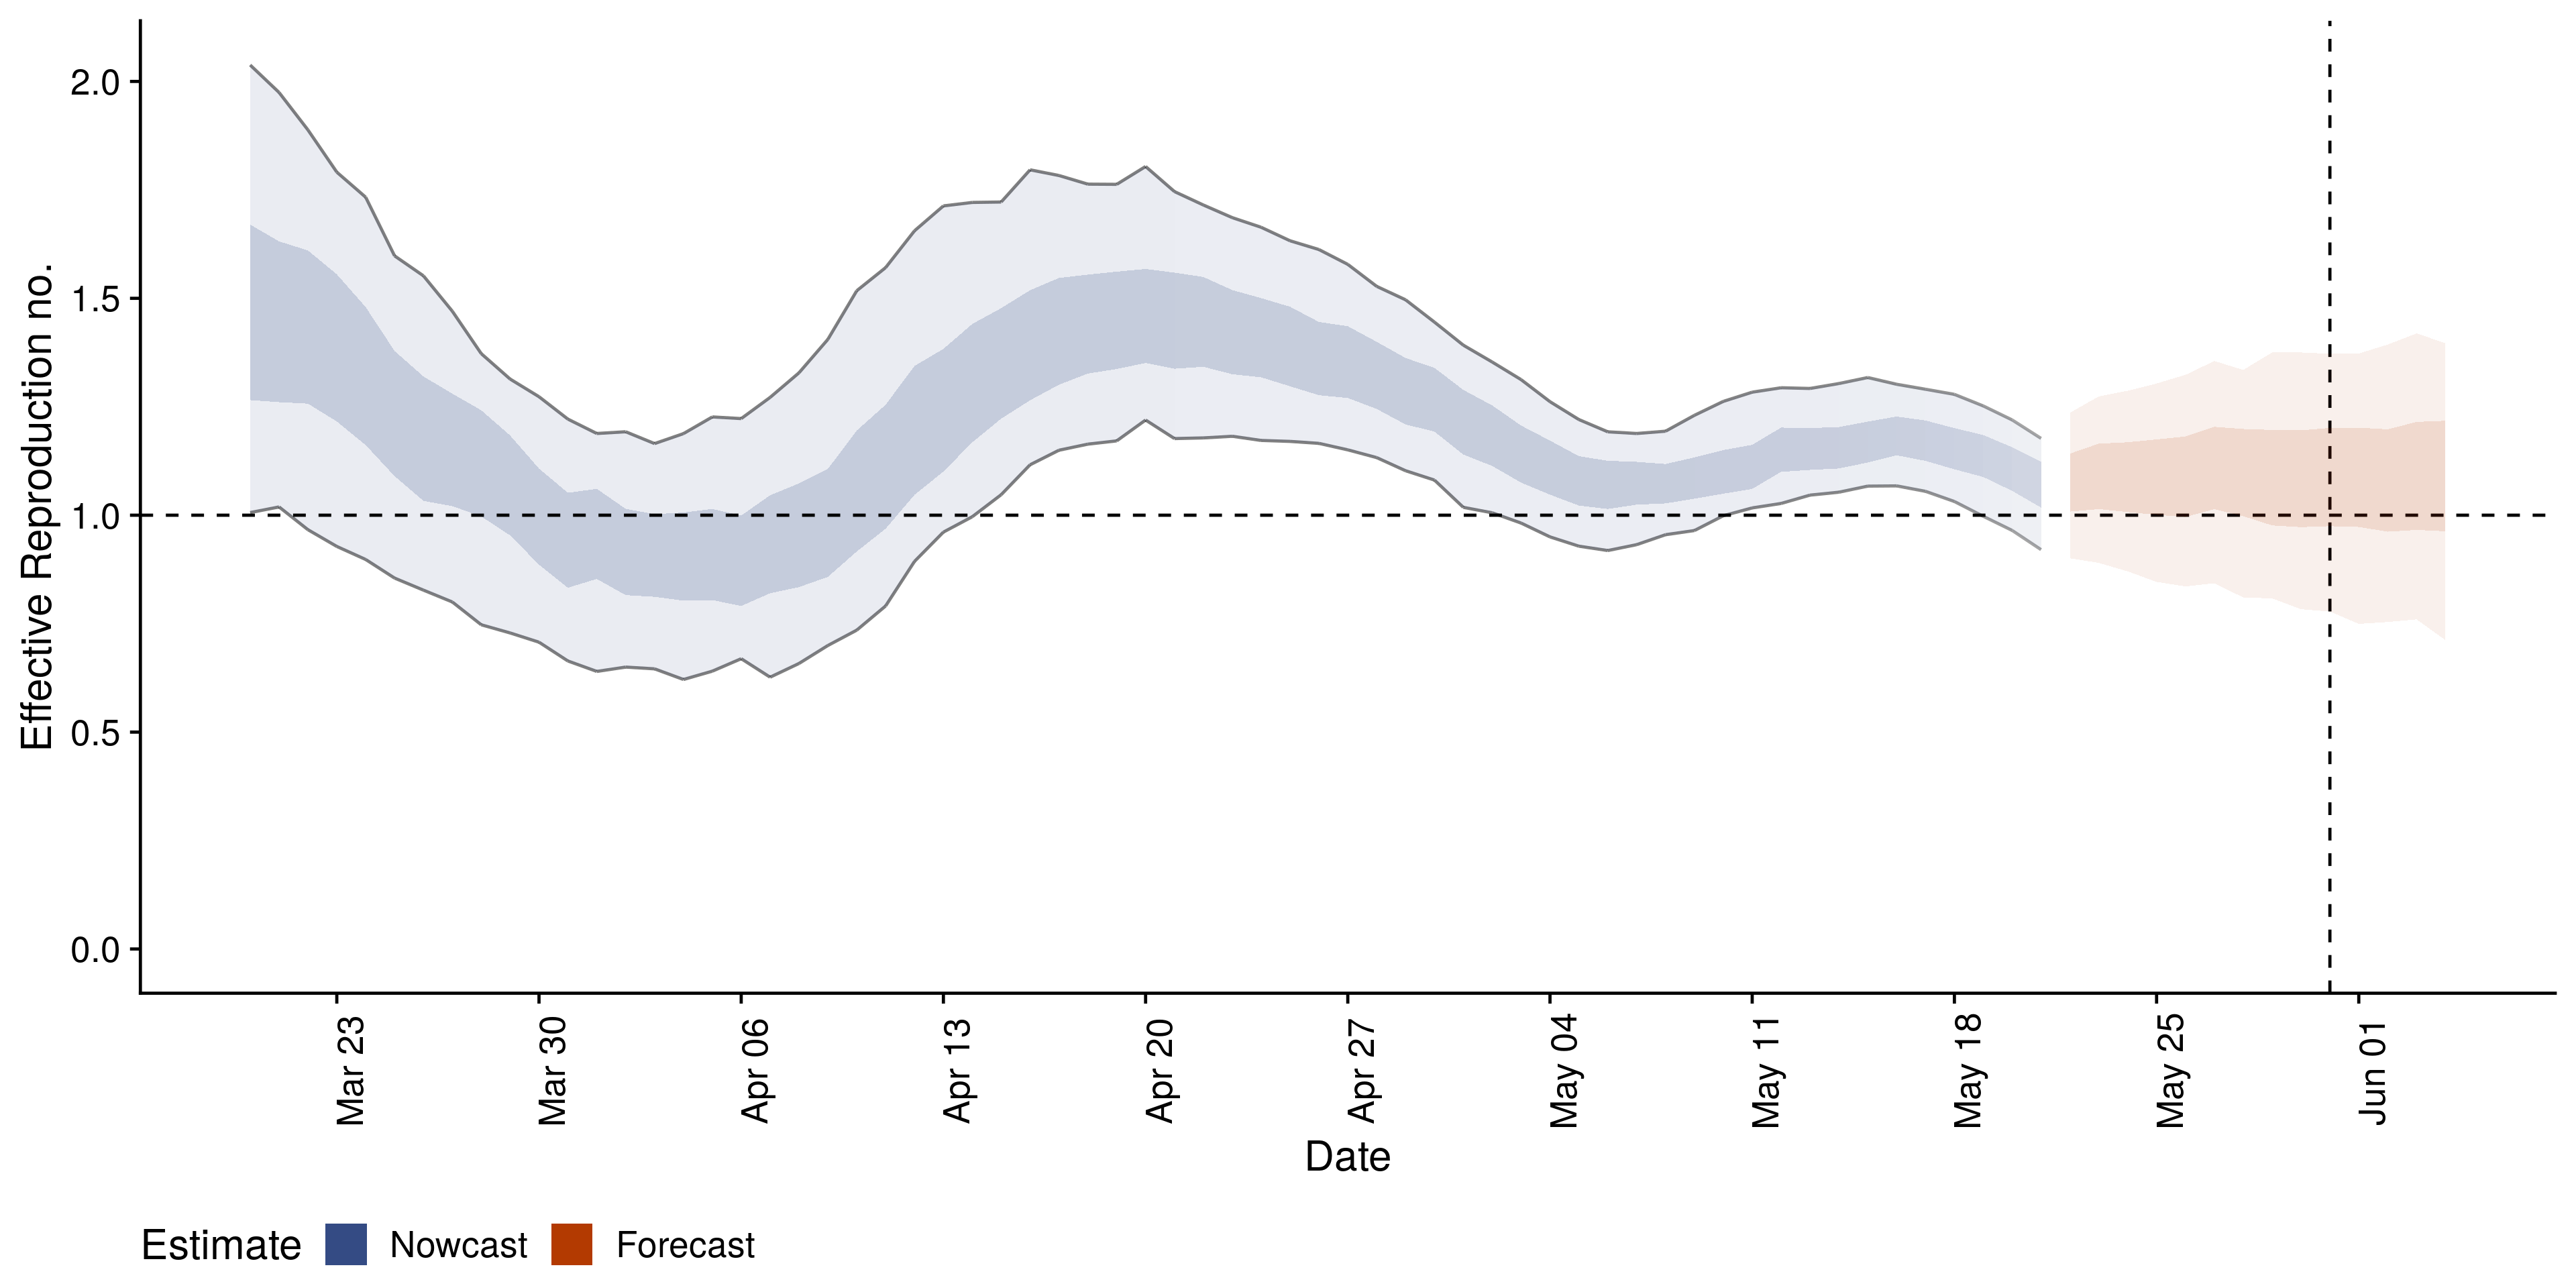 Effective Reproduction no.
2.0
1.5
1.0
0.5
0.0
Mar 23
Mar 30
Apr 06
Apr 13
Apr 20
Apr 27
May 04
May 11
May 18
May 25
Jun 01
Date
Estimate Nowcast Forecast